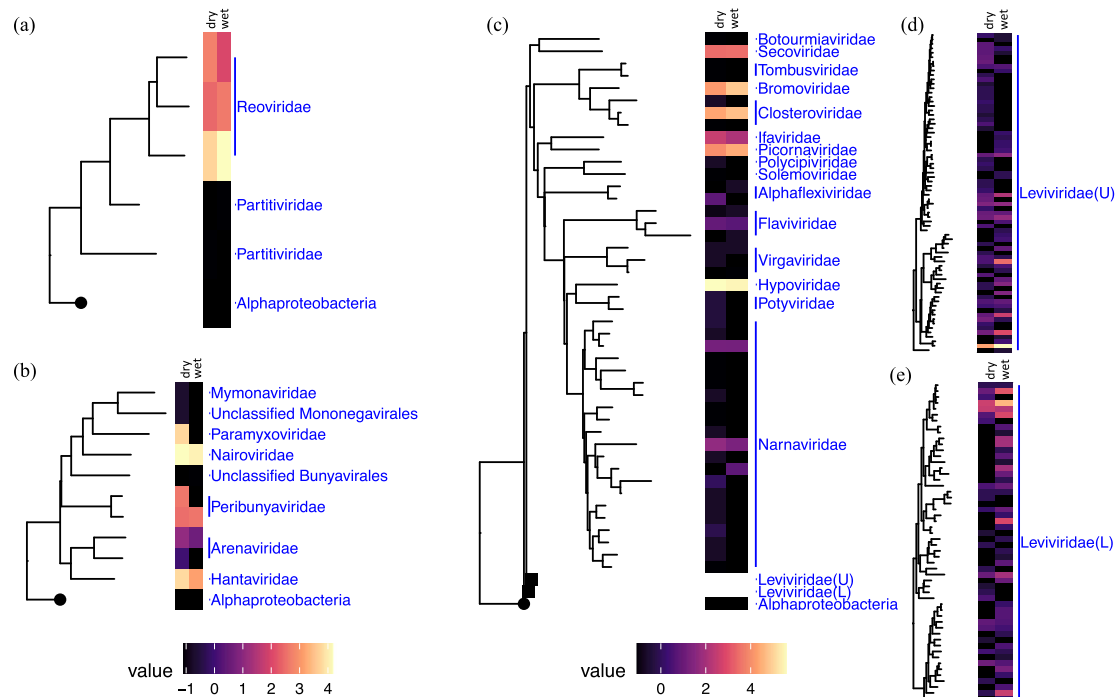 (a)
dry
wet
Reoviridae
Partitiviridae
Partitiviridae
Alphaproteobacteria
(b)
dry
wet
Mymonaviridae
Unclassified Mononegavirales
Paramyxoviridae
Nairoviridae
Unclassified Bunyavirales
Peribunyaviridae
Arenaviridae
Hantaviridae
Alphaproteobacteria
value
−1 0 1 2 3 4
(c)
dry
wet
Botourmiaviridae
Secoviridae
Tombusviridae
Bromoviridae
Closteroviridae
Ifaviridae
Picornaviridae
Polycipiviridae
Solemoviridae
Alphaflexiviridae
Flaviviridae
Virgaviridae
Hypoviridae
Potyviridae
Narnaviridae
Leviviridae(U)
Leviviridae(L)
Alphaproteobacteria
value
0 2 4
(d)
dry
wet
Leviviridae(U)
(e)
dry
wet
Leviviridae(L)